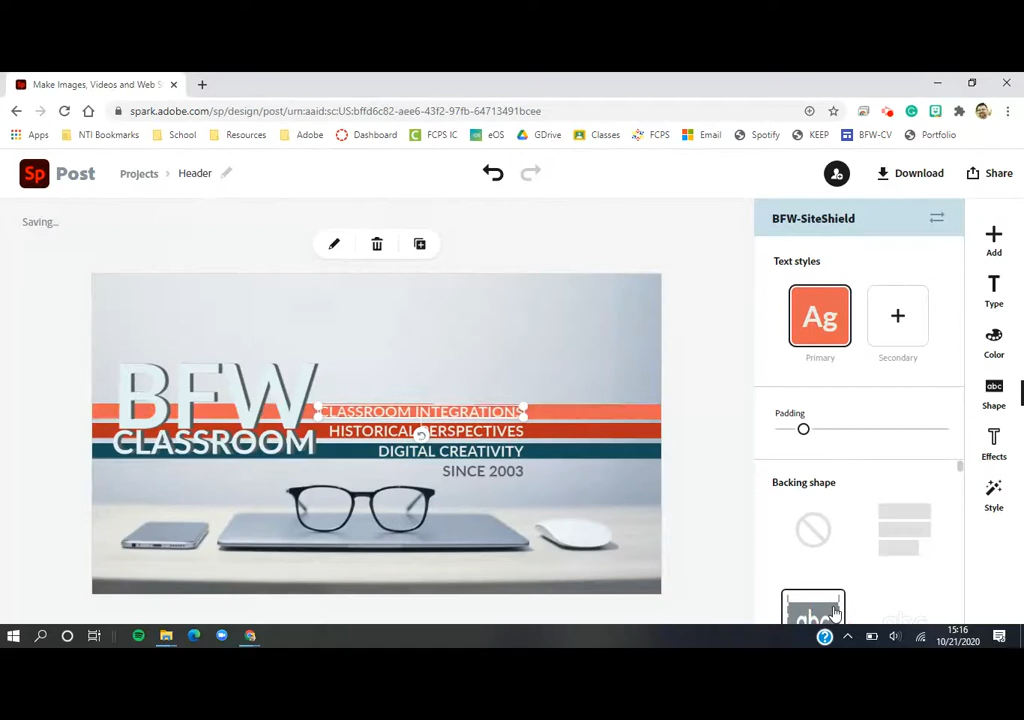 Make Images, Videos and Web S
spark.adobe.com/sp/design/post/urn:aaid:sc:US:bffd6c82-aee6-43f2-97fb-64713491bcee
Apps NTI Bookmarks School Resources Adobe Dashboard FCPS IC eOS GDrive Classes FCPS Email Spotify KEEP BFW-CV Portfolio
Sp Post Projects Header Download Share
Saving...
BFW-SiteShield
Add
Text styles
Type
Ag
Primary
Secondary
Color
Padding
abc
Shape
Effects
Backing shape
Style
abc
BFW
CLASSROOM
CLASSROOM INTEGRATIONS
HISTORICAL PERSPECTIVES
DIGITAL CREATIVITY
SINCE 2003
15:16
10/21/2020